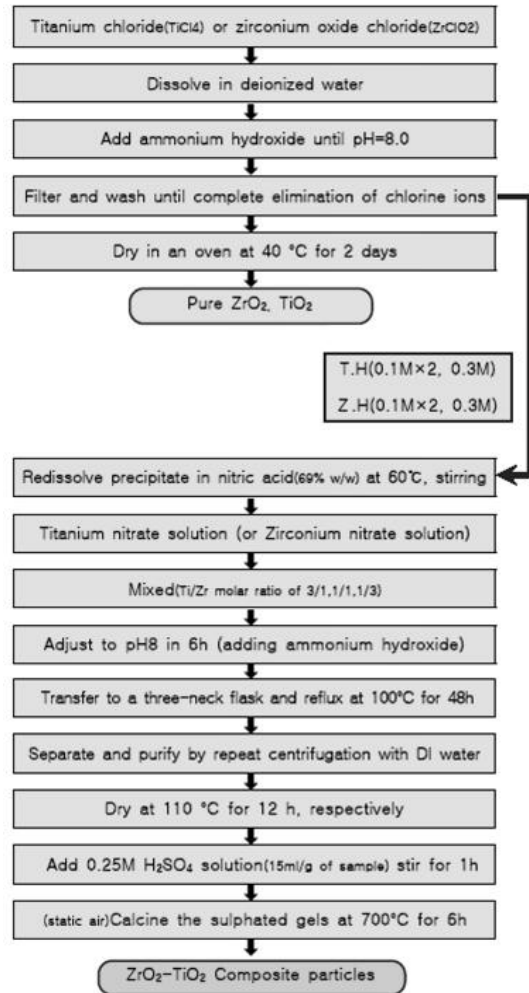 Titanium chloride(TiCl4) or zirconium oxide chloride(ZrClO2)
Dissolve in deionized water
Add ammonium hydroxide until pH=8.0
Filter and wash until complete elimination of chlorine ions
Dry in an oven at 40 °C for 2 days
Pure ZrO₂, TiO₂
T.H(0.1M×2, 0.3M)
Z.H(0.1M×2, 0.3M)
Redissolve precipitate in nitric acid(69% w/w) at 60℃, stirring
Titanium nitrate solution (or Zirconium nitrate solution)
Mixed(Ti/Zr molar ratio of 3/1,1/1,1/3)
Adjust to pH8 in 6h (adding ammonium hydroxide)
Transfer to a three-neck flask and reflux at 100°C for 48h
Separate and purify by repeat centrifugation with DI water
Dry at 110 °C for 12 h, respectively
Add 0.25M H₂SO₄ solution(15ml/g of sample) stir for 1h
(static air)Calcine the sulphated gels at 700°C for 6h
ZrO₂-TiO₂ Composite particles